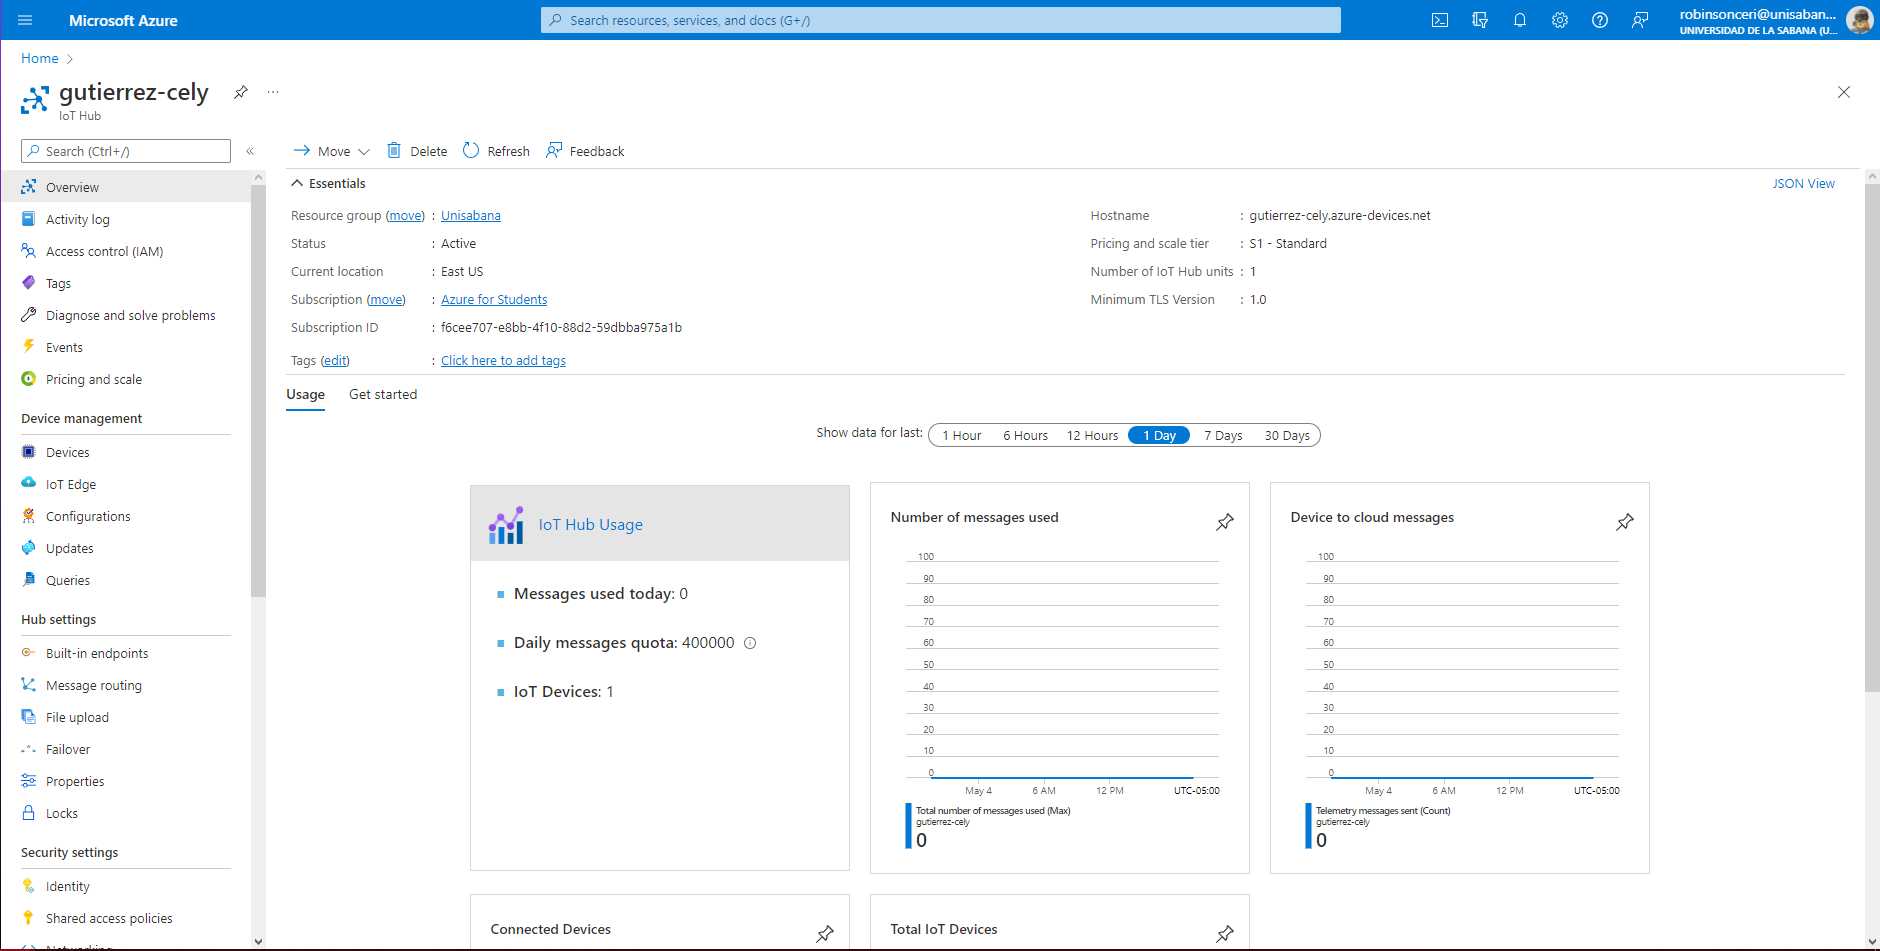 Microsoft Azure
Search resources, services, and docs (G+/)
robinsonceri@unisaban...
UNIVERSIDAD DE LA SABANA (U...
Home
gutierrez-cely
IoT Hub
Search (Ctrl+/)
Overview
Activity log
Access control (IAM)
Tags
Diagnose and solve problems
Events
Pricing and scale
Device management
Devices
IoT Edge
Configurations
Updates
Queries
Hub settings
Built-in endpoints
Message routing
File upload
Failover
Properties
Locks
Security settings
Identity
Shared access policies
Networking
Move
Delete
Refresh
Feedback
Essentials
JSON View
Resource group (move) : Unisabana
Status : Active
Current location : East US
Subscription (move) : Azure for Students
Subscription ID : f6cee707-e8bb-4f10-88d2-59dbba975a1b
Tags (edit) : Click here to add tags
Hostname : gutierrez-cely.azure-devices.net
Pricing and scale tier : S1 - Standard
Number of IoT Hub units : 1
Minimum TLS Version : 1.0
Usage
Get started
Show data for last:
1 Hour
6 Hours
12 Hours
1 Day
7 Days
30 Days
IoT Hub Usage
Messages used today: 0
Daily messages quota: 400000
IoT Devices: 1
Number of messages used
100
90
80
70
60
50
40
30
20
10
0
May 4
6 AM
12 PM
UTC-05:00
Total number of messages used (Max)
gutierrez-cely
0
Device to cloud messages
100
90
80
70
60
50
40
30
20
10
0
May 4
6 AM
12 PM
UTC-05:00
Telemetry messages sent (Count)
gutierrez-cely
0
Connected Devices
Total IoT Devices